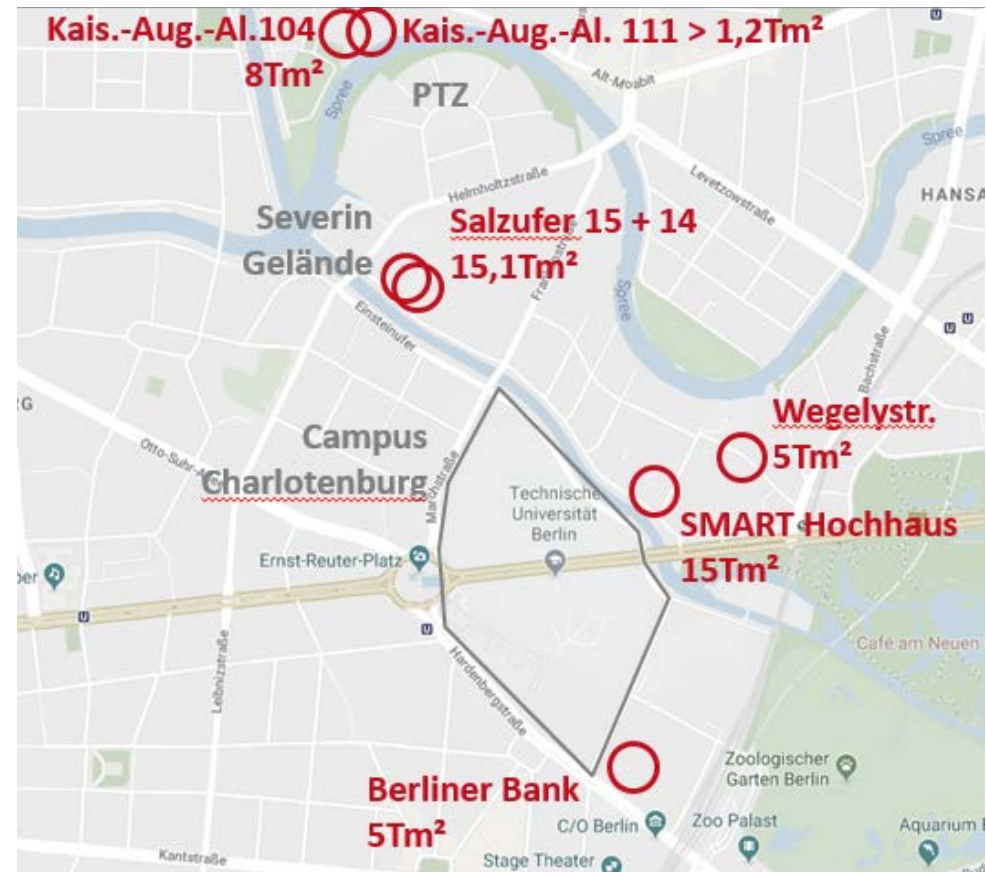 Kais.-Aug.-Al.104
8Tm²
Kais.-Aug.-Al. 111 > 1,2Tm²
PTZ
Alt-Moabit
Spree
Spree
Helmholtzstraße
Levetzowstraße
HANSA
Severin
Gelände
Salzufer 15 + 14
15,1Tm²
Spree
Einsteinufer
Bachstraße
Wegelystr.
5Tm²
Campus
Charlotenburg
Otto-Suhr-A
Marchstraße
Technische
Universität
Berlin
SMART Hochhaus
15Tm²
Ernst-Reuter-Platz
Café am Neuen
Leibnizstraße
Hardenbergstraße
Zoologischer
Garten Berlin
Berliner Bank
5Tm²
C/O Berlin
Zoo Palast
Aquarium
Kantstraße
Stage Theater